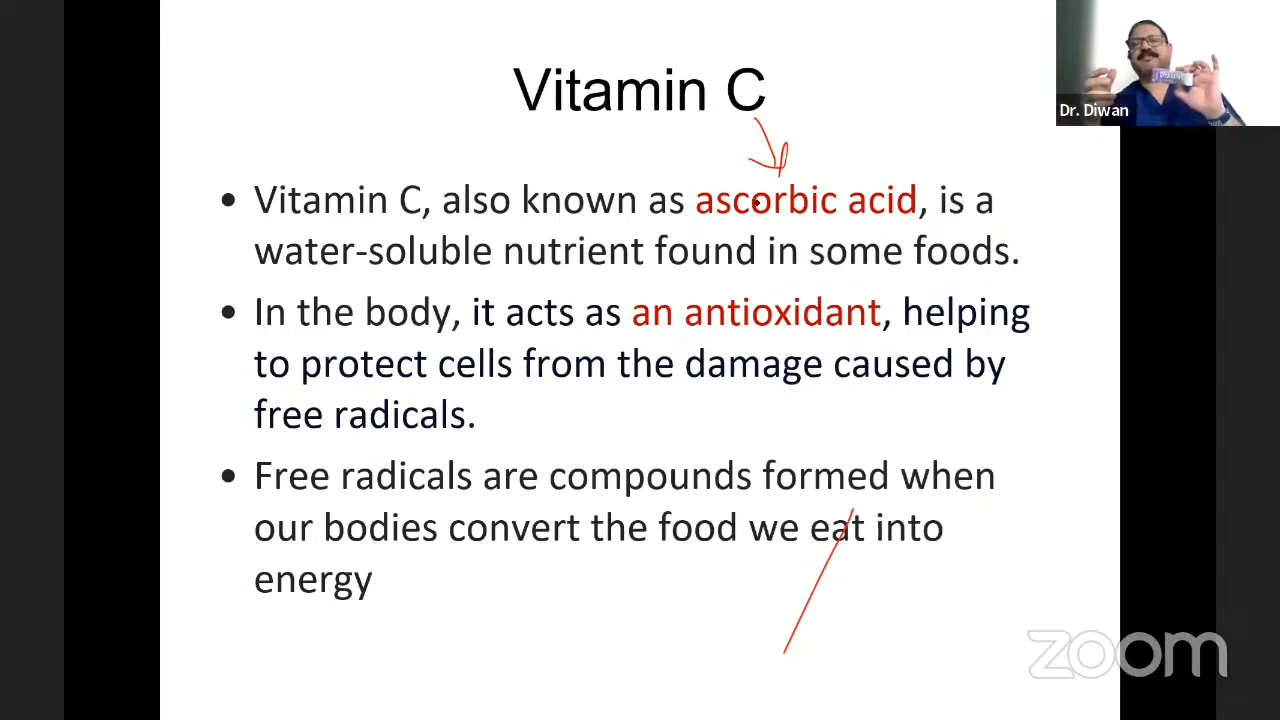 Vitamin C
Dr. Diwan
• Vitamin C, also known as ascorbic acid, is a
water-soluble nutrient found in some foods.
• In the body, it acts as an antioxidant, helping
to protect cells from the damage caused by
free radicals.
• Free radicals are compounds formed when
our bodies convert the food we eat into
energy
zoom